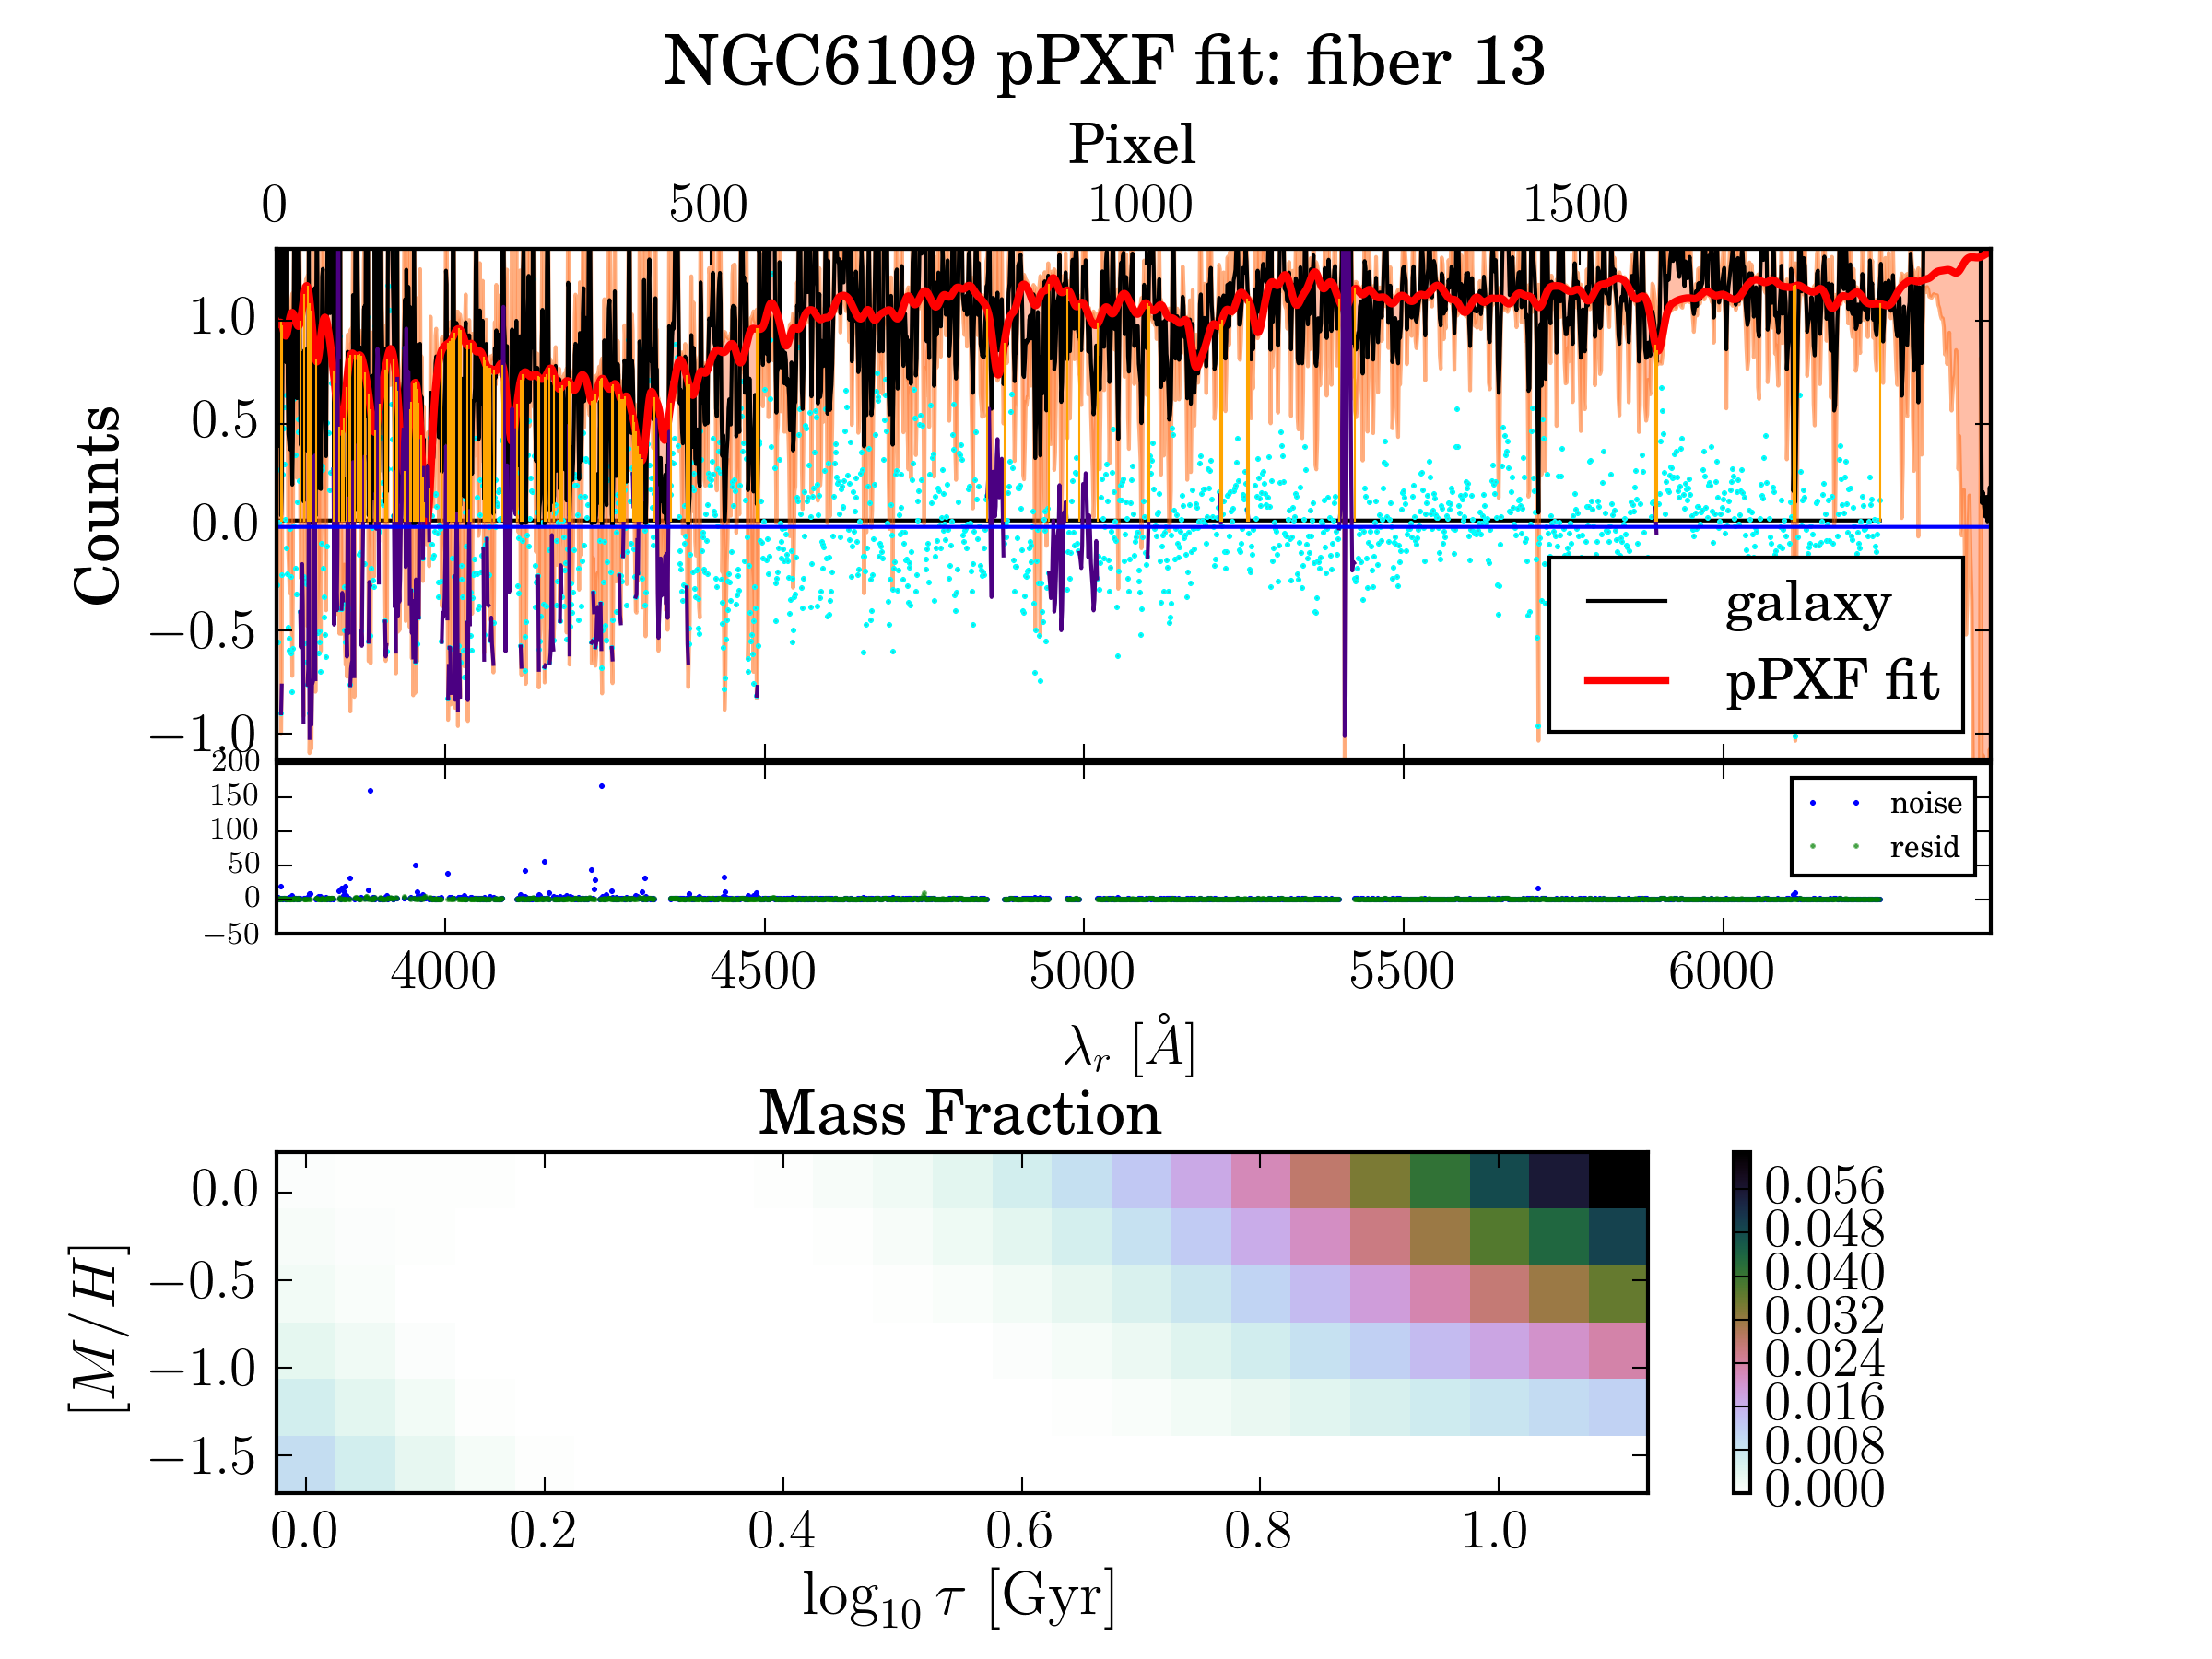 NGC6109 pPXF fit: fiber 13
Pixel
0 500 1000 1500
Counts
1.0
0.5
0.0
−0.5
−1.0
galaxy
pPXF fit
200
150
100
50
0
−50
noise
resid
4000 4500 5000 5500 6000
λr [Å]
Mass Fraction
[M/H]
0.0
−0.5
−1.0
−1.5
0.0 0.2 0.4 0.6 0.8 1.0
log10 τ [Gyr]
0.056
0.048
0.040
0.032
0.024
0.016
0.008
0.000